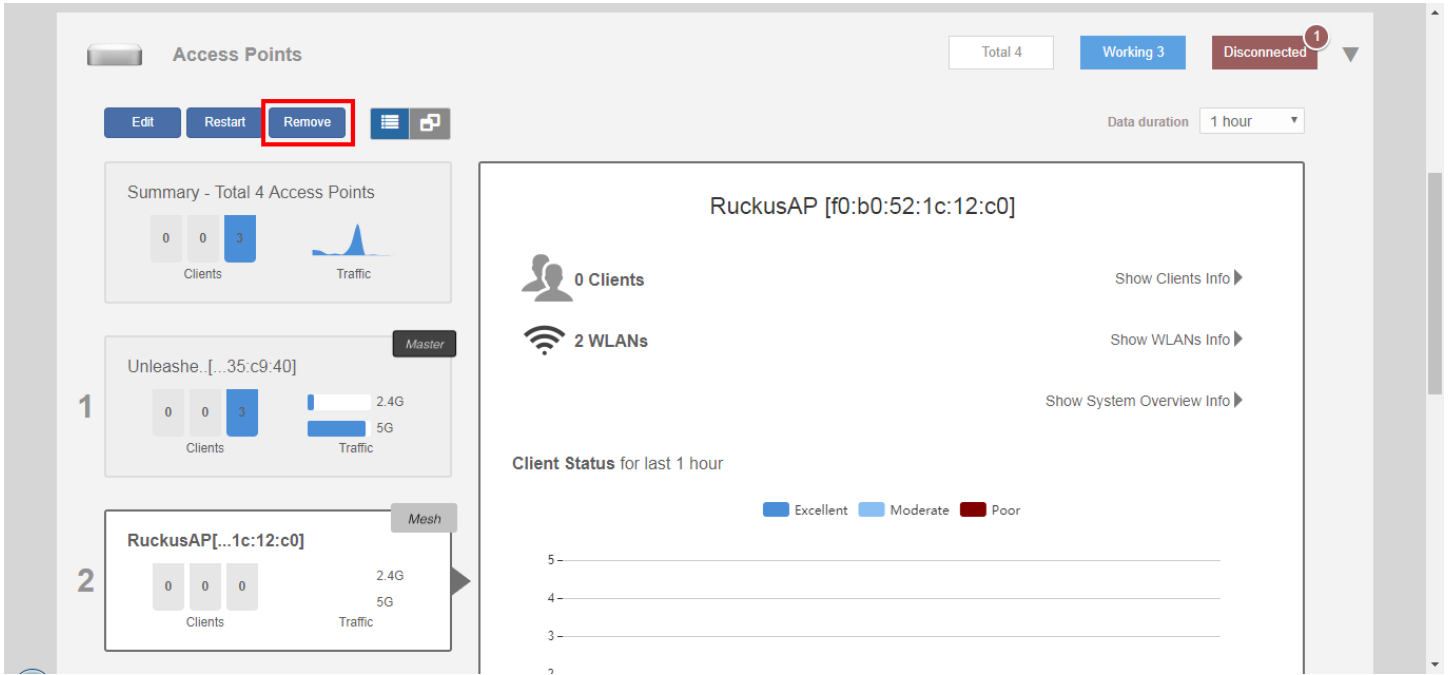 Access Points
Total 4
Working 3
Disconnected
1
Edit
Restart
Remove
Data duration
1 hour
Summary - Total 4 Access Points
0 0 3
Clients
Traffic
Master
1
Unleashe..[...35:c9:40]
0 0 3
Clients
2.4G
5G
Traffic
Mesh
2
RuckusAP[...1c:12:c0]
0 0 0
Clients
2.4G
5G
Traffic
RuckusAP [f0:b0:52:1c:12:c0]
0 Clients
Show Clients Info
2 WLANs
Show WLANs Info
Show System Overview Info
Client Status for last 1 hour
Excellent Moderate Poor
5
4
3
2